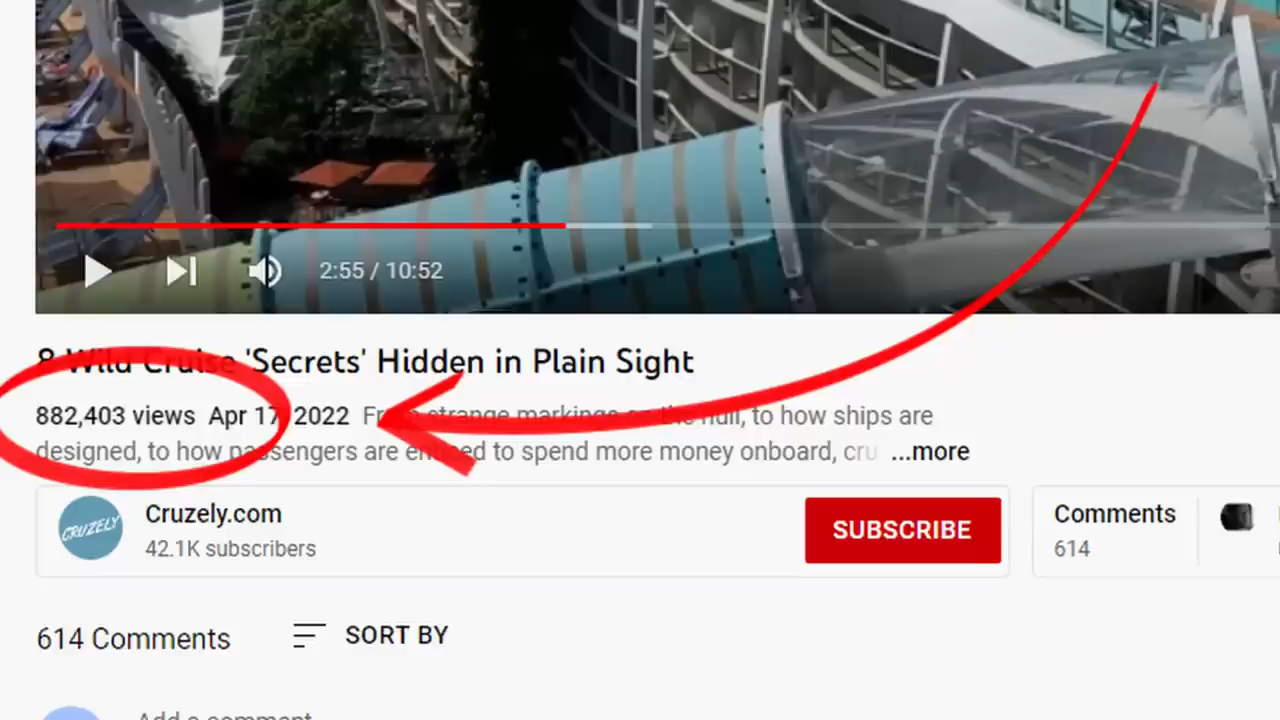 2:55 / 10:52
8 Wild Cruise 'Secrets' Hidden in Plain Sight
882,403 views Apr 17, 2022 From strange markings on the hull, to how ships are
designed, to how passengers are enticed to spend more money onboard, cru ...more
CRUZELY
Cruzely.com
42.1K subscribers
SUBSCRIBE
Comments
614
614 Comments
SORT BY
Add a comment